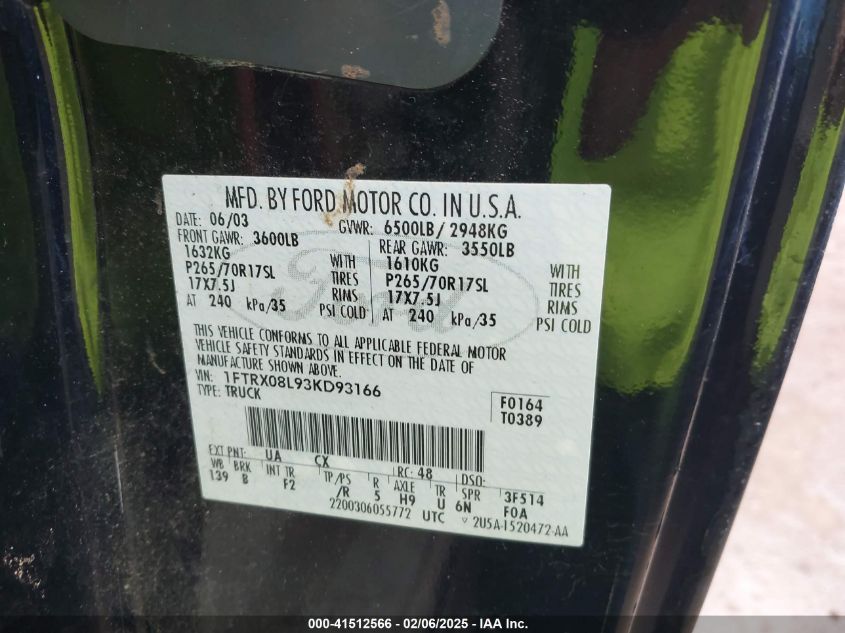 MFD. BY FORD MOTOR CO. IN U.S.A.
DATE: 06/03 GVWR: 6500LB/ 2948KG
FRONT GAWR: 3600LB REAR GAWR: 3550LB
1632KG WITH 1610KG WITH
P265/70R17SL TIRES P265/70R17SL TIRES
17X7.5J RIMS 17X7.5J RIMS
AT 240 kPa/35 PSI COLD AT 240 kPa/35 PSI COLD
Ford
THIS VEHICLE CONFORMS TO ALL APPLICABLE FEDERAL MOTOR
VEHICLE SAFETY STANDARDS IN EFFECT ON THE DATE OF
MANUFACTURE SHOWN ABOVE.
VIN: 1FTRX08L93KD93166 F0164
TYPE: TRUCK T0389
EXT PNT: UA CX RC: 48 DSO:
WB BRK INT TR TP/PS R AXLE TR SPR 3F514
139 B F2 /R 5 H9 U 6N F0A
2200306055772 UTC 2U5A-1520472-AA
000-41512566 - 02/06/2025 - IAA Inc.